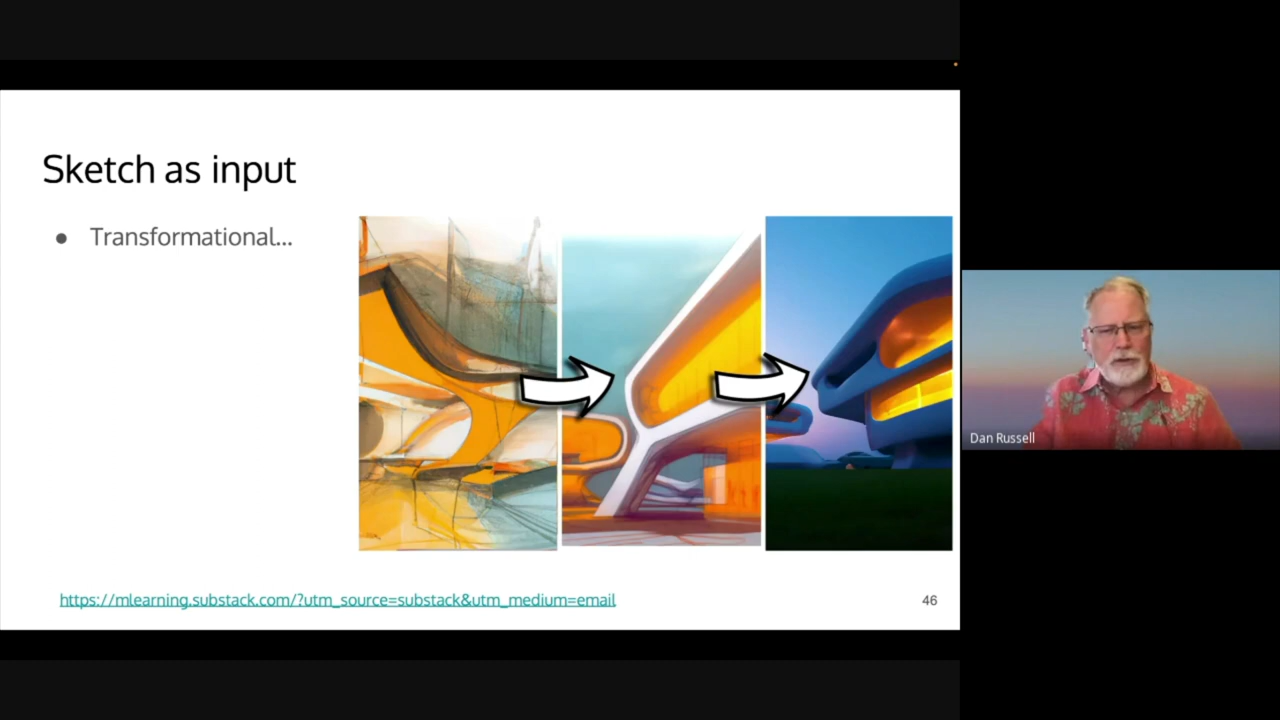 Sketch as input
● Transformational...
https://mlearning.substack.com/?utm_source=substack&utm_medium=email
46
Dan Russell